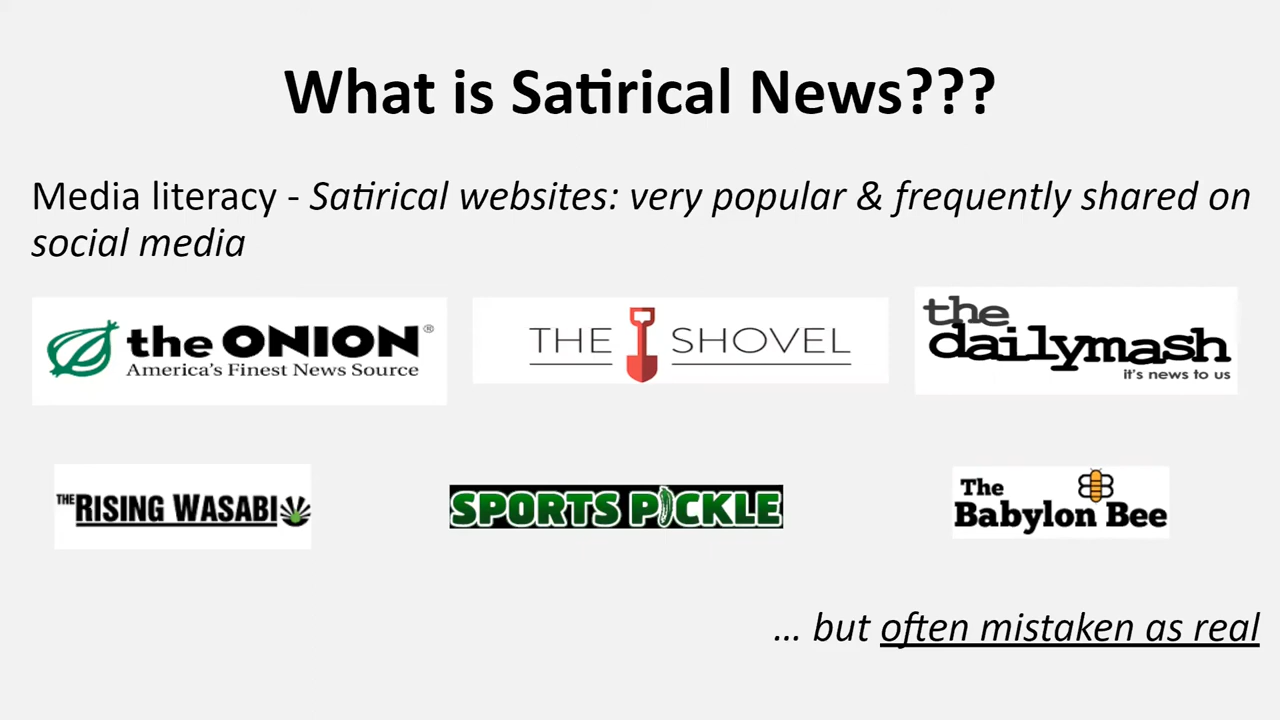 What is Satirical News???
Media literacy - Satirical websites: very popular & frequently shared on
social media
the ONION®
America's Finest News Source
THE SHOVEL
the
dailymash
it's news to us
THE RISING WASABI
SPORTS PICKLE
The
Babylon Bee
... but often mistaken as real